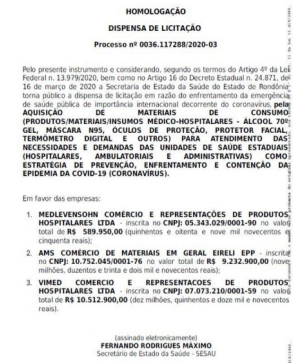 HOMOLOGAÇÃO
DISPENSA DE LICITAÇÃO
Processo nº 0036.117288/2020-03
Pelo presente instrumento e considerando, segundo os termos do Artigo 4º da Lei
Federal n. 13.979/2020, bem como no Artigo 16 do Decreto Estadual n. 24.871, de
16 de março de 2020 a Secretaria de Estado da Saúde do Estado de Rondônia
torna público a dispensa de licitação em razão do enfrentamento da emergência
de saúde pública de importância internacional decorrente do coronavírus, pela
AQUISIÇÃO DE MATERIAIS DE CONSUMO
(PRODUTO/MATERIAIS/INSUMOS MÉDICO-HOSPITALARES - ÁLCOOL 70º
GEL, MÁSCARA N95, OCULOS DE PROTEÇÃO, PROTETOR FACIAL,
TERMÔMETRO DIGITAL, E OUTROS) PARA ATENDIMENTO DAS
NECESSIDADES E DEMANDAS DAS UNIDADES DE SAÚDE ESTADUAIS
(HOSPITALARES, AMBULATORIAIS E ADMINISTRATIVAS) COMO
ESTRATÉGIA DE PREVENÇÃO, ENFRENTAMENTO E CONTENÇÃO DA
EPIDEMIA DA COVID-19 (CORONAVÍRUS).
Em favor das empresas:
1. MEDLEVENSOHN COMÉRCIO E REPRESENTAÇÕES DE PRODUTOS
HOSPITALARES LTDA - inscrita no CNPJ: 05.343.029/0001-90 no valor
total de R$ 589.950,00 (quinhentos e oitenta e nove mil novecentos e
cinquenta reais);
2. AMS COMÉRCIO DE MATERIAIS EM GERAL EIRELI EPP - inscrita
no CNPJ: 10.752.045/0001-76 no valor total de R$ 9.232.900,00 (nove
milhões, duzentos e trinta e dois mil e novecentos reais);
3. VIMED COMERCIO E REPRESENTACOES DE PRODUTOS
HOSPITALARES LTDA - inscrita no CNPJ: 07.073.210/0001-59 no valor
total de R$ 10.512.900,00 (dez milhões, quinhentos e doze mil e novecentos
reais).
(assinado eletronicamente)
FERNANDO RODRIGUES MÁXIMO
Secretário de Estado da Saúde - SESAU